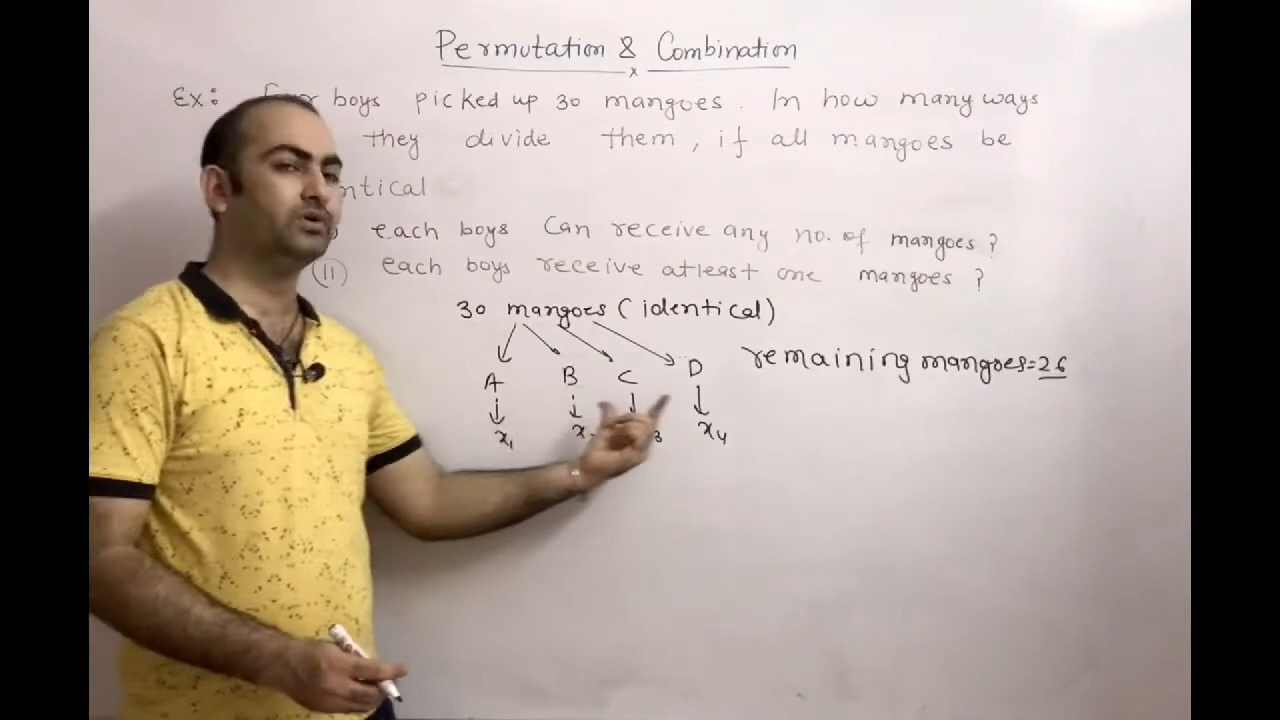 Permutation & Combination
x
Ex: boys picked up 30 mangoes. In how many ways
they divide them, if all mangoes be
ntical
each boys Can receive any no. of mangoes?
(II) each boys receive atleast one mangoes?
30 mangoes (identical)
A B C D remaining mangoes=26
x₁ x 3 x₄